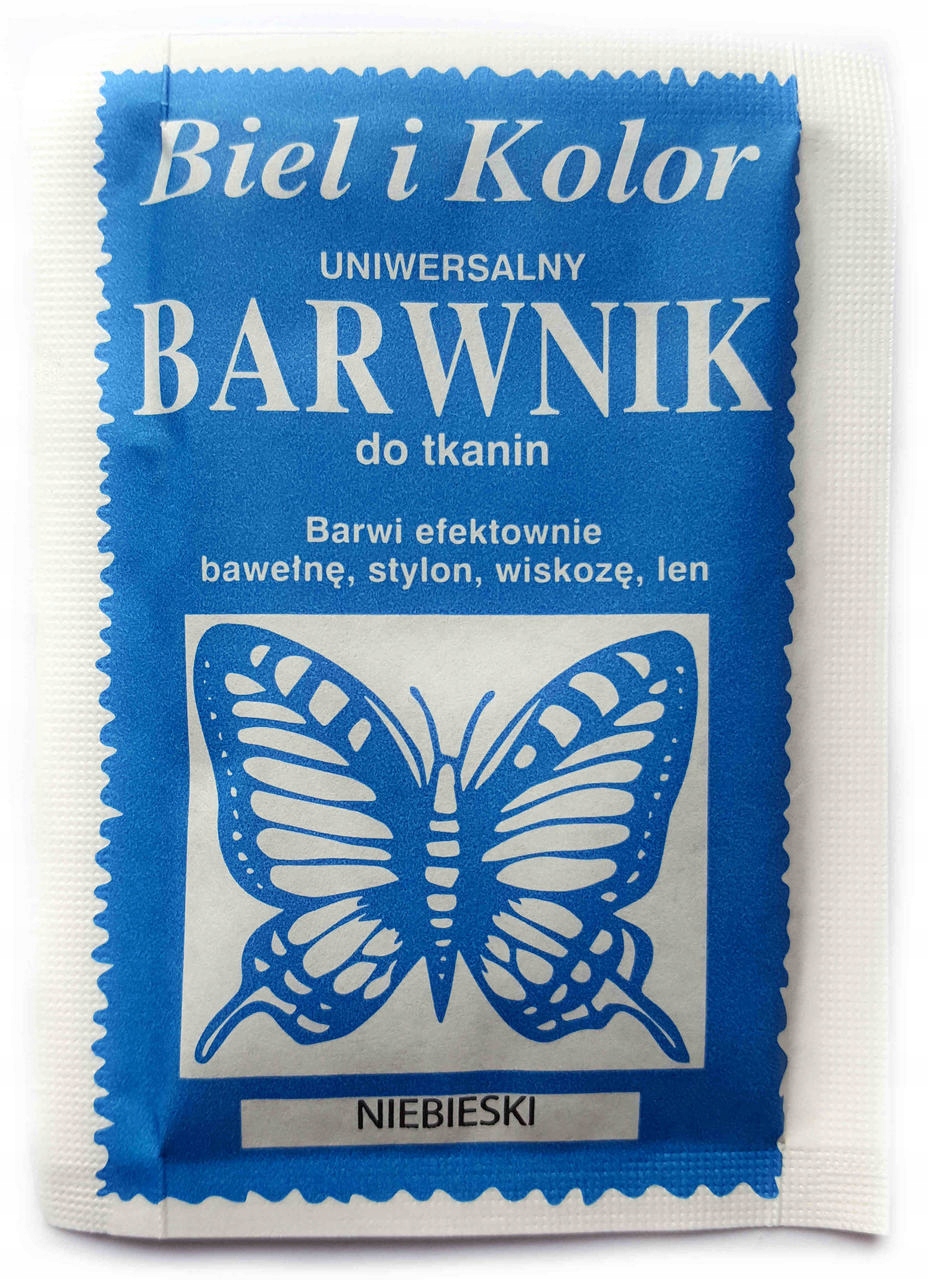 Biel i Kolor
UNIWERSALNY
BARWNIK
do tkanin
Barwi efektownie
bawełnę, stylon, wiskozę, len
NIEBIESKI